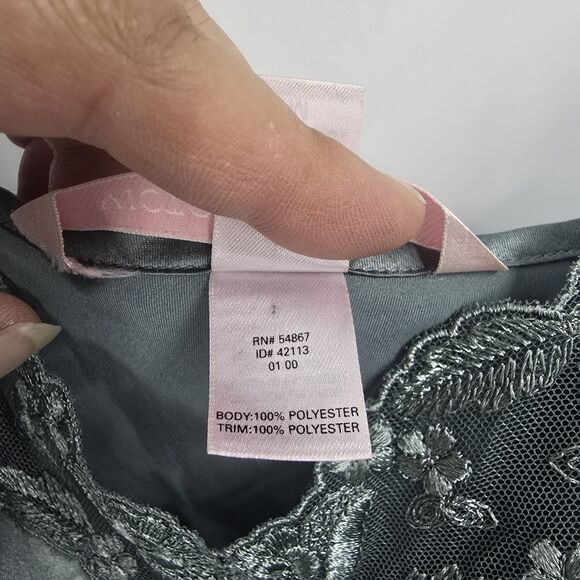 RN# 54867
ID# 42113
01 00
BODY:100% POLYESTER
TRIM:100% POLYESTER